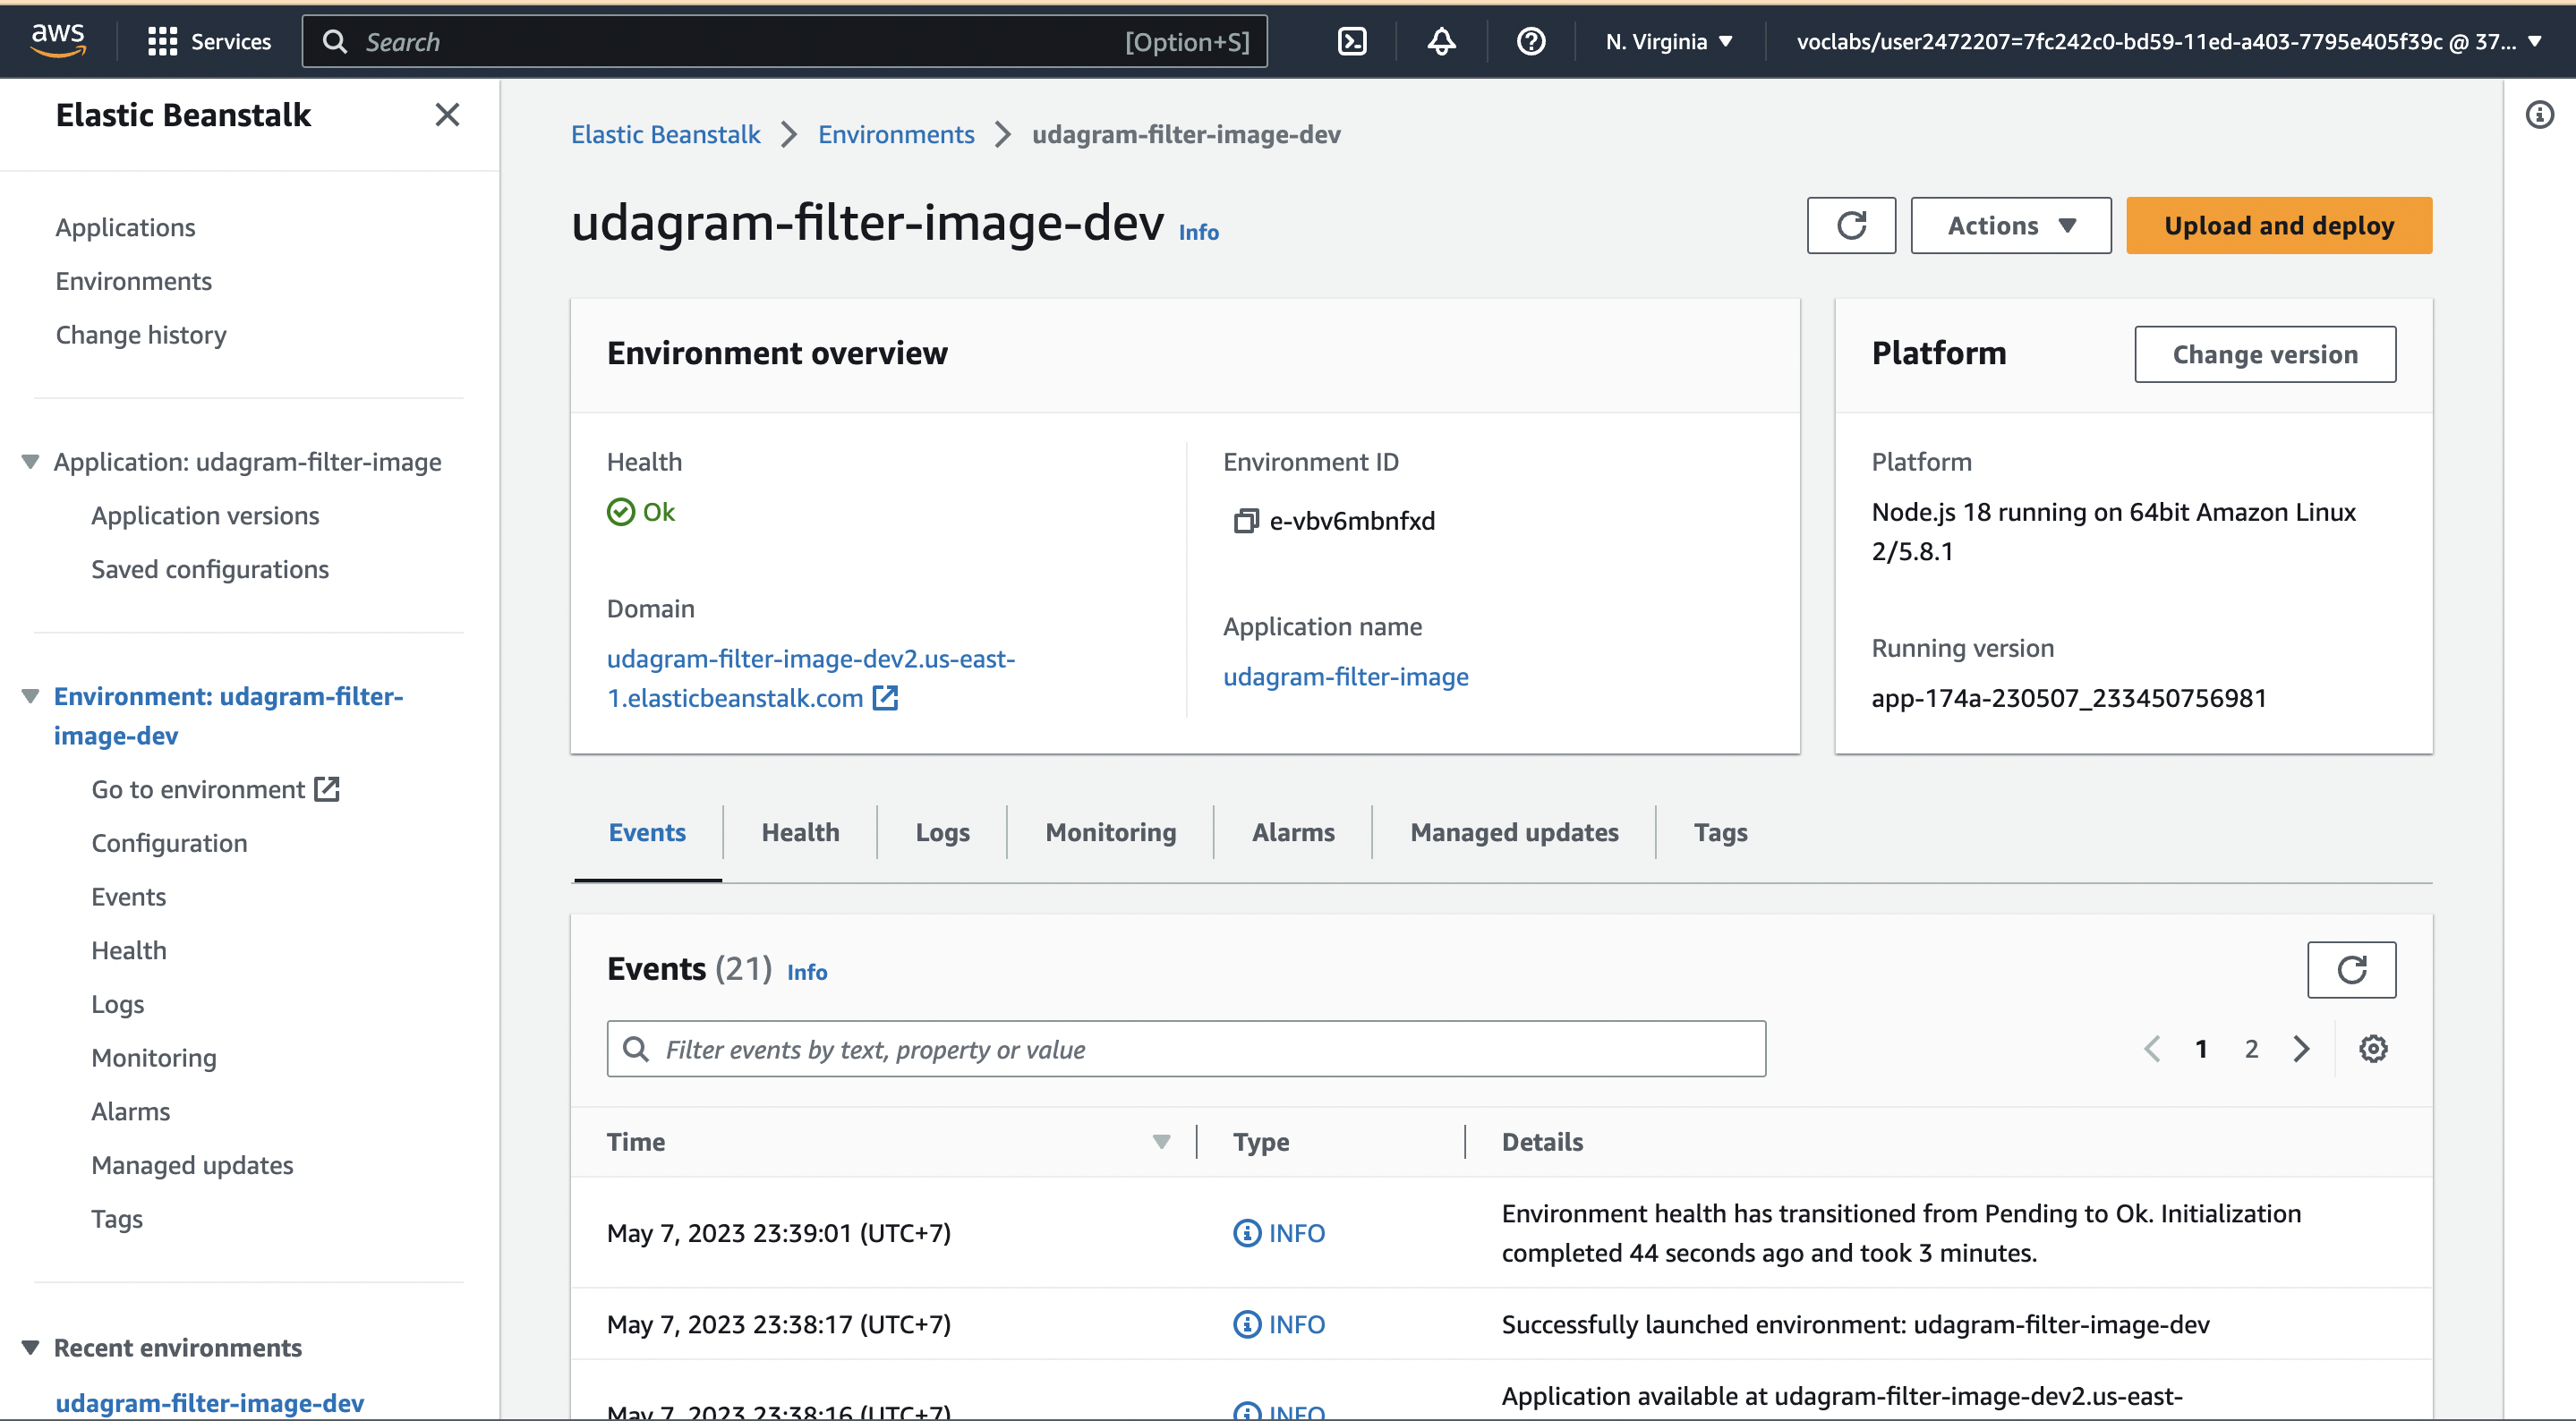 aws
Services
Search
[Option+S]
N. Virginia
voclabs/user2472207=7fc242c0-bd59-11ed-a403-7795e405f39c @ 37...
Elastic Beanstalk
Applications
Environments
Change history
Application: udagram-filter-image
Application versions
Saved configurations
Environment: udagram-filter-
image-dev
Go to environment
Configuration
Events
Health
Logs
Monitoring
Alarms
Managed updates
Tags
Recent environments
udagram-filter-image-dev
Elastic Beanstalk
Environments
udagram-filter-image-dev
udagram-filter-image-dev Info
Actions
Upload and deploy
Environment overview
Health
Ok
Domain
udagram-filter-image-dev2.us-east-
1.elasticbeanstalk.com
Environment ID
e-vbv6mbnfxd
Application name
udagram-filter-image
Platform
Change version
Platform
Node.js 18 running on 64bit Amazon Linux
2/5.8.1
Running version
app-174a-230507_233450756981
Events
Health
Logs
Monitoring
Alarms
Managed updates
Tags
Events (21) Info
Filter events by text, property or value
1
2
Time
Type
Details
May 7, 2023 23:39:01 (UTC+7)
INFO
Environment health has transitioned from Pending to Ok. Initialization
completed 44 seconds ago and took 3 minutes.
May 7, 2023 23:38:17 (UTC+7)
INFO
Successfully launched environment: udagram-filter-image-dev
May 7, 2023 23:38:16 (UTC+7)
INFO
Application available at udagram-filter-image-dev2.us-east-